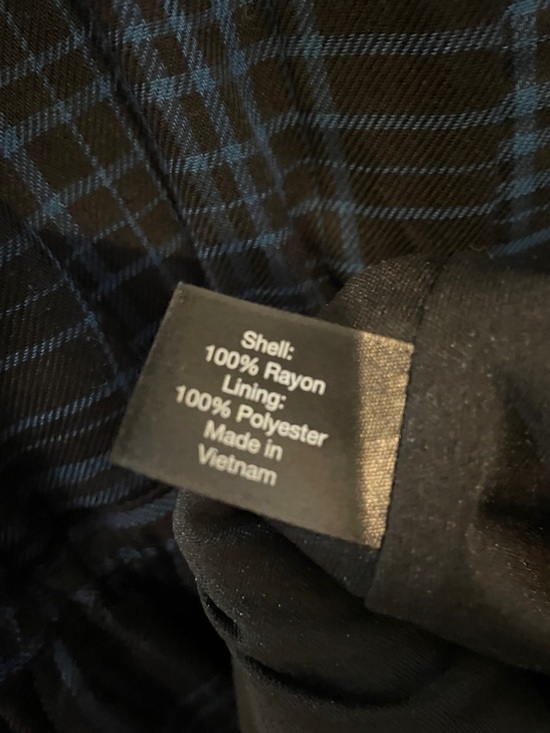 Shell:
100% Rayon
Lining:
100% Polyester
Made in
Vietnam